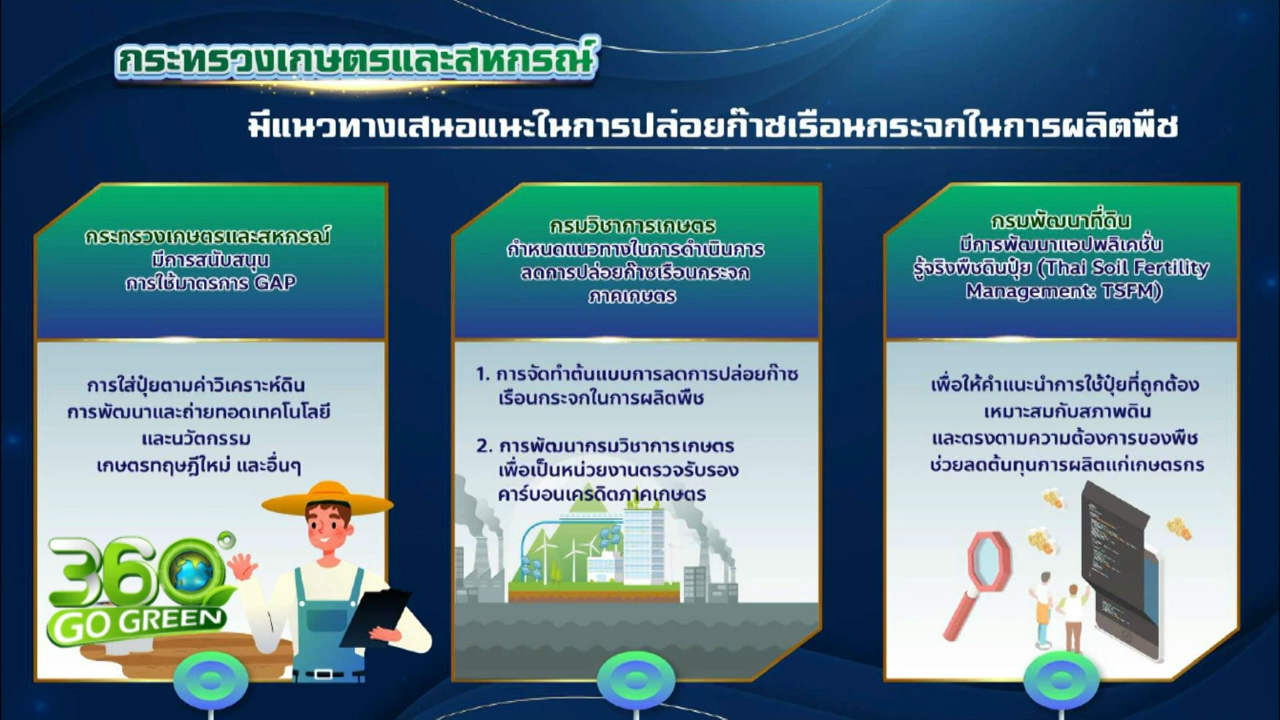 กระทรวงเกษตรและสหกรณ์
มีแนวทางเสนอแนะในการปล่อยก๊าซเรือนกระจกในการผลิตพืช
กระทรวงเกษตรและสหกรณ์
มีการสนับสนุน
การใช้มาตรการ GAP
การใส่ปุ๋ยตามค่าวิเคราะห์ดิน
การพัฒนาและถ่ายทอดเทคโนโลยี
และนวัตกรรม
เกษตรทฤษฎีใหม่ และอื่นๆ
360°
GO GREEN
กรมวิชาการเกษตร
กำหนดแนวทางในการดำเนินการ
ลดการปล่อยก๊าซเรือนกระจก
ภาคเกษตร
1. การจัดทำต้นแบบการลดการปล่อยก๊าซ
เรือนกระจกในการผลิตพืช
2. การพัฒนากรมวิชาการเกษตร
เพื่อเป็นหน่วยงานตรวจรับรอง
คาร์บอนเครดิตภาคเกษตร
กรมพัฒนาที่ดิน
มีการพัฒนาแอปพลิเคชั่น
รู้จริงพืชดินปุ๋ย (Thai Soil Fertility
Management: TSFM)
เพื่อให้คำแนะนำการใช้ปุ๋ยที่ถูกต้อง
เหมาะสมกับสภาพดิน
และตรงตามความต้องการของพืช
ช่วยลดต้นทุนการผลิตแก่เกษตรกร